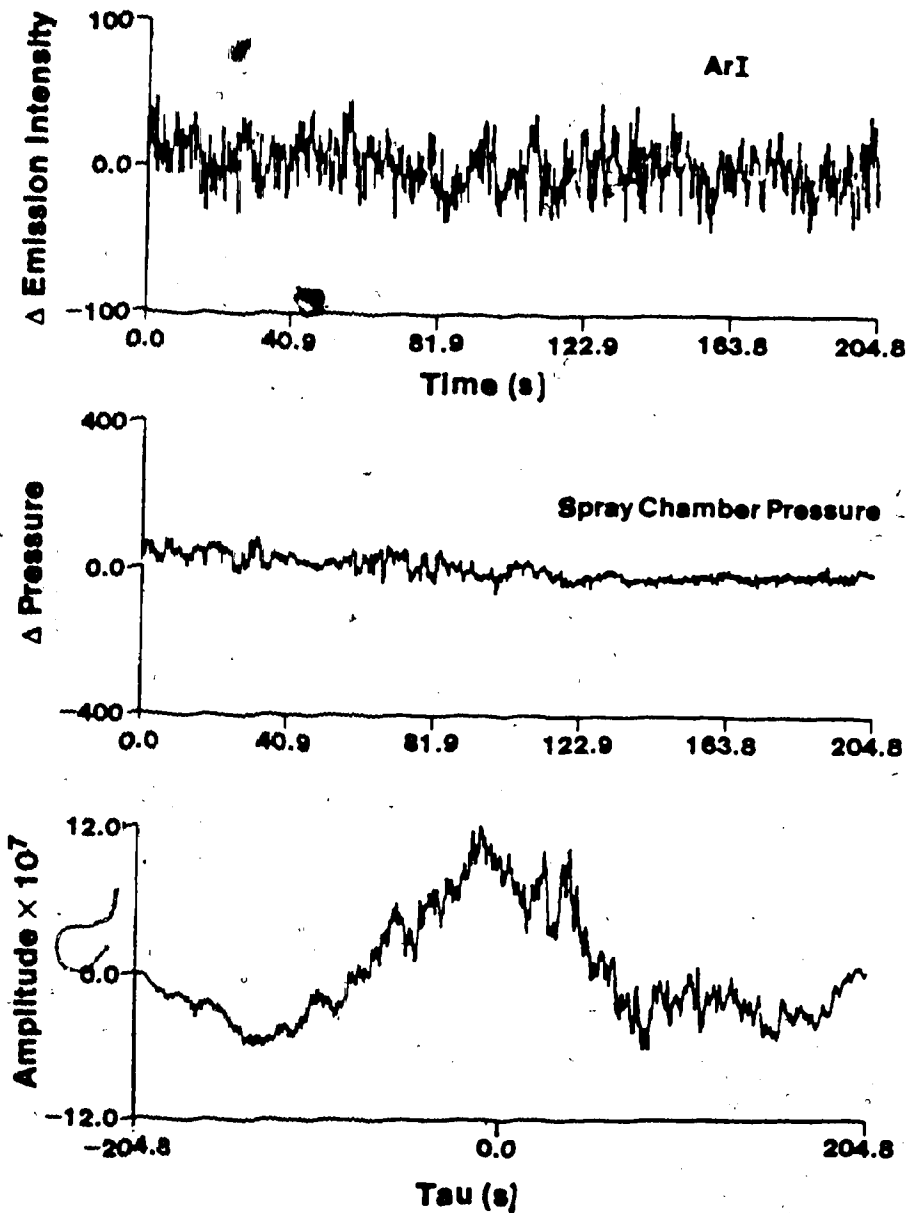 100
ArI
Δ Emission Intensity
0.0
−100
0.0 40.9 81.9 122.9 163.8 204.8
Time (s)
400
Spray Chamber Pressure
Δ Pressure
0.0
−400
0.0 40.9 81.9 122.9 163.8 204.8
12.0
Amplitude × 10⁷
0.0
−12.0
−204.8 0.0 204.8
Tau (s)